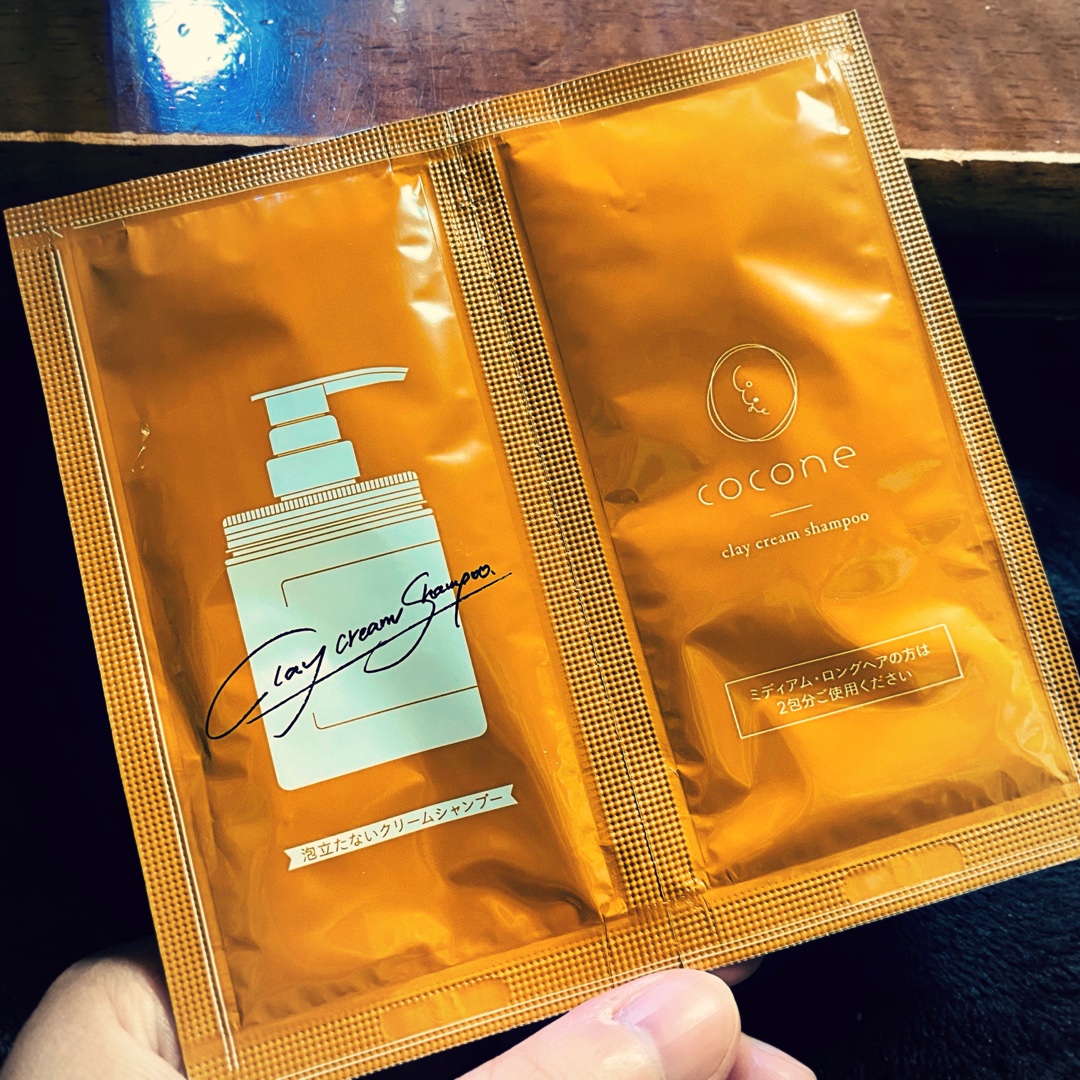 Clay Cream Shampoo.
泡立たないクリームシャンプー
cocone
cocone
clay cream shampoo
ミディアム・ロングヘアの方は
2包分ご使用ください